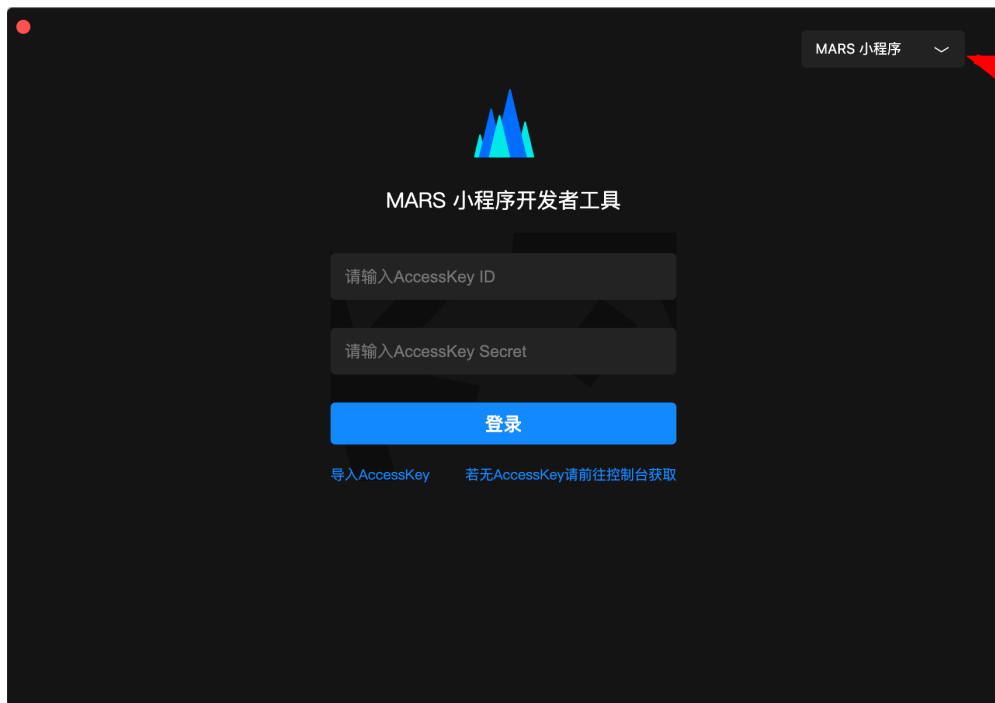 MARS 小程序
MARS 小程序开发者工具
请输入AccessKey ID
请输入AccessKey Secret
登录
导入AccessKey
若无AccessKey请前往控制台获取